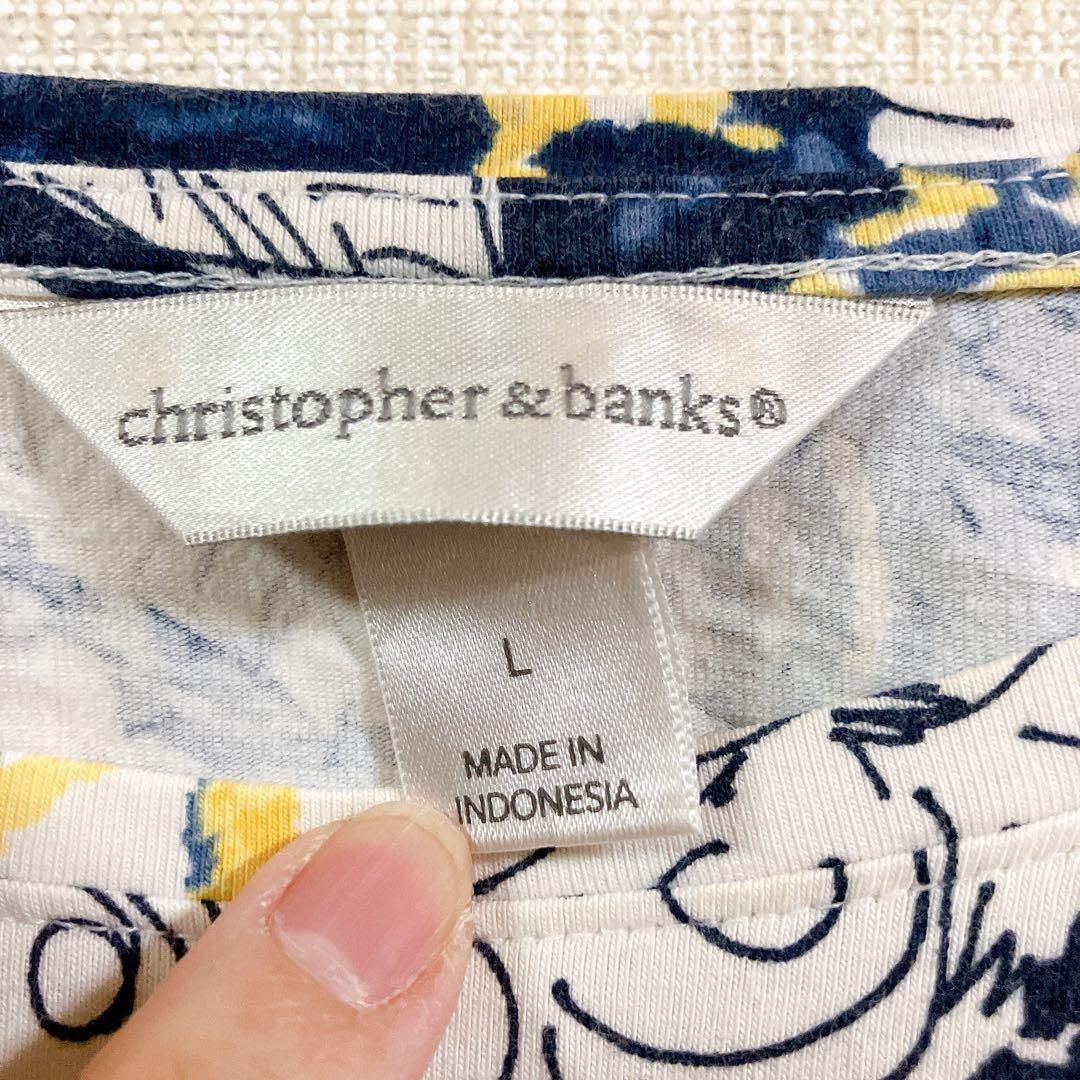 christopher & banks®
L
MADE IN
INDONESIA